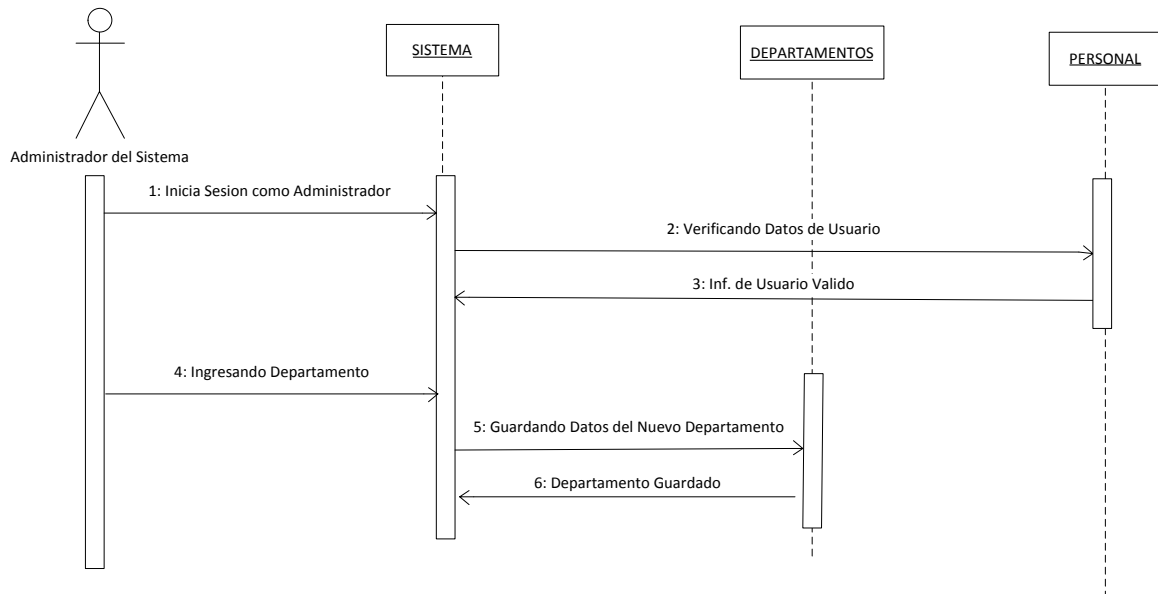 SISTEMA
DEPARTAMENTOS
PERSONAL
Administrador del Sistema
1: Inicia Sesion como Administrador
2: Verificando Datos de Usuario
3: Inf. de Usuario Valido
4: Ingresando Departamento
5: Guardando Datos del Nuevo Departamento
6: Departamento Guardado